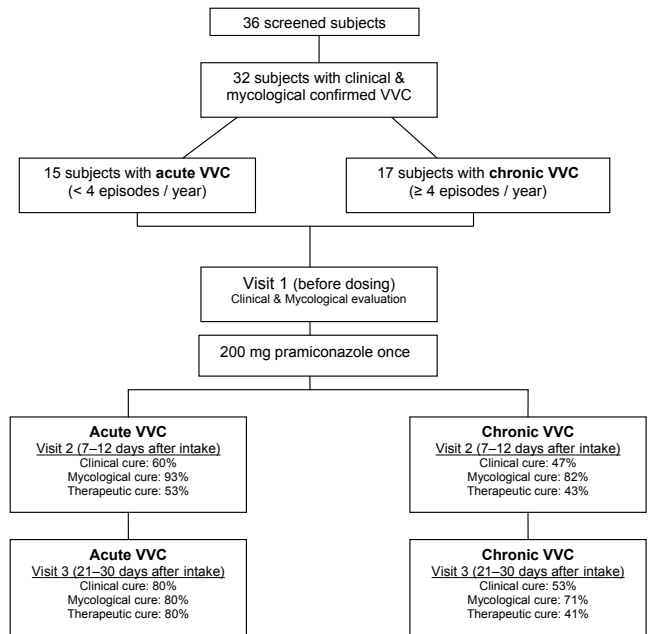 36 screened subjects
32 subjects with clinical &
mycological confirmed VVC
15 subjects with acute VVC
(< 4 episodes / year)
17 subjects with chronic VVC
(≥ 4 episodes / year)
Visit 1 (before dosing)
Clinical & Mycological evaluation
200 mg pramiconazole once
Acute VVC
Visit 2 (7–12 days after intake)
Clinical cure: 60%
Mycological cure: 93%
Therapeutic cure: 53%
Chronic VVC
Visit 2 (7–12 days after intake)
Clinical cure: 47%
Mycological cure: 82%
Therapeutic cure: 43%
Acute VVC
Visit 3 (21–30 days after intake)
Clinical cure: 80%
Mycological cure: 80%
Therapeutic cure: 80%
Chronic VVC
Visit 3 (21–30 days after intake)
Clinical cure: 53%
Mycological cure: 71%
Therapeutic cure: 41%